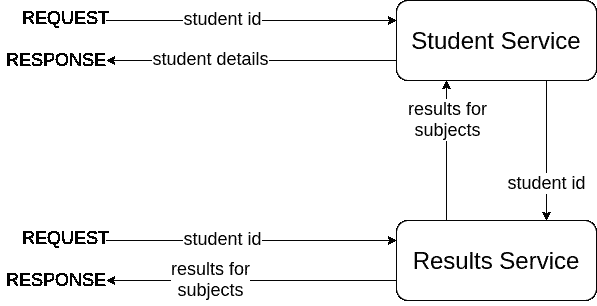 REQUEST student id
Student Service
RESPONSE student details
results for
subjects
student id
REQUEST student id
Results Service
results for
RESPONSE
subjects